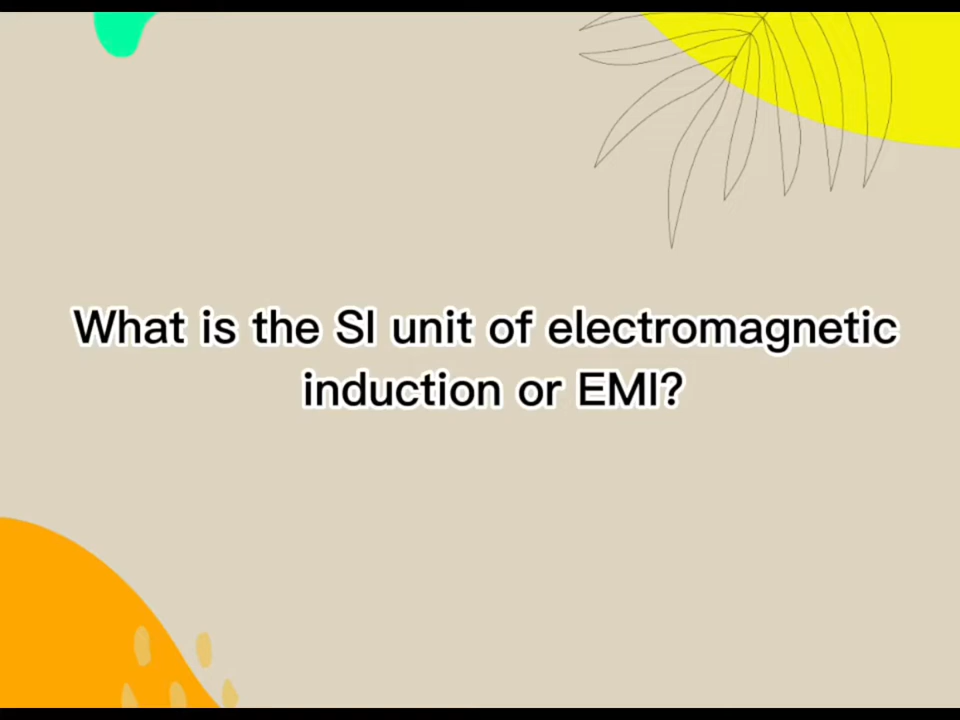 What is the SI unit of electromagnetic
induction or EMI?